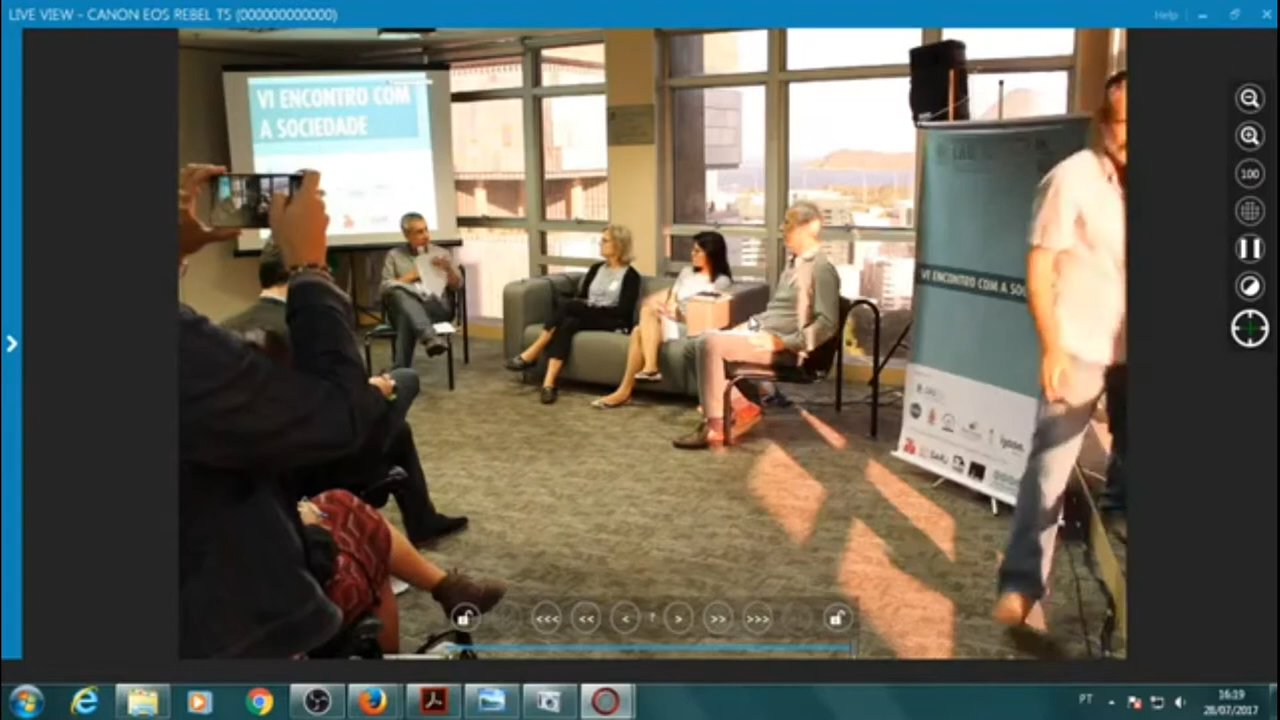 LIVE VIEW - CANON EOS REBEL T5 (000000000000)
Help
VI ENCONTRO COM
A SOCIEDADE
100
VI ENCONTRO COM A SO
<<< << < ? > >> >>>
PT
16:19
28/07/2017